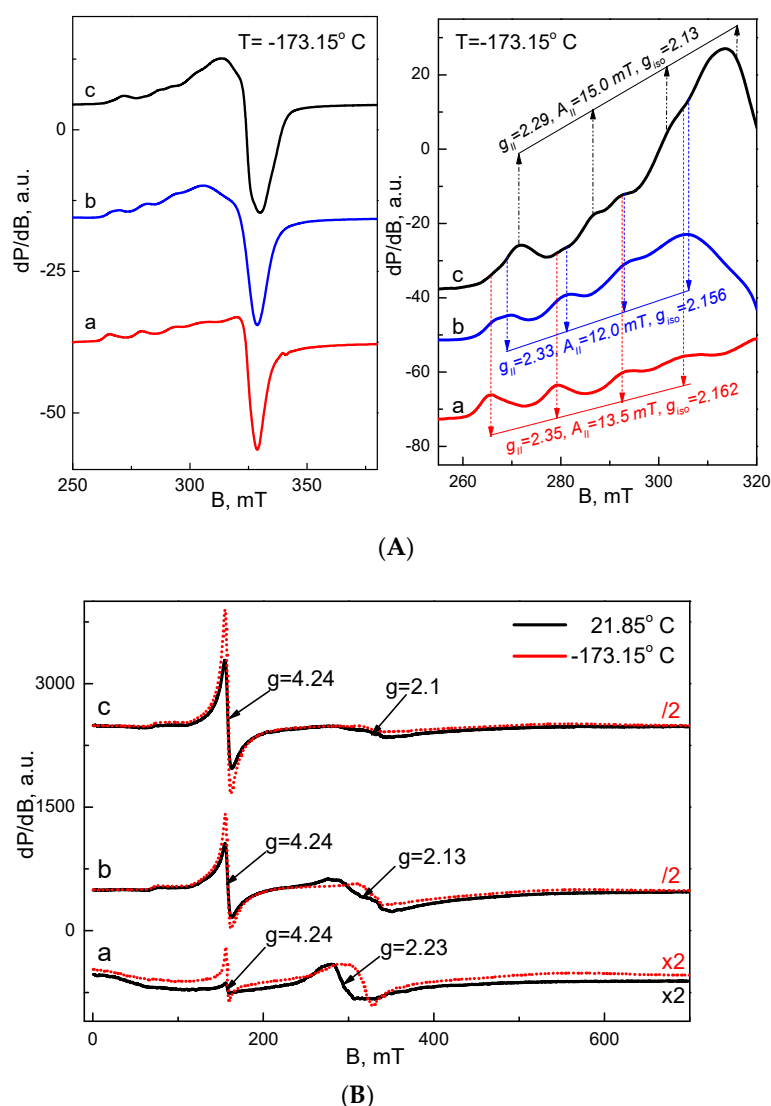 T= -173.15° C
c
b
a
0
-25
-50
250
300
350
B, mT
dP/dB, a.u.
T=-173.15° C
g||=2.29, A||=15.0 mT, giso=2.13
c
g||=2.33, A||=12.0 mT, giso=2.156
b
g||=2.35, A||=13.5 mT, giso=2.162
a
20
0
-20
-40
-60
-80
260
280
300
320
B, mT
dP/dB, a.u.
(A)
21.85° C
-173.15° C
c
g=4.24
g=2.1
/2
b
g=4.24
g=2.13
/2
a
g=4.24
g=2.23
x2
x2
3000
1500
0
0
200
400
600
B, mT
dP/dB, a.u.
(B)